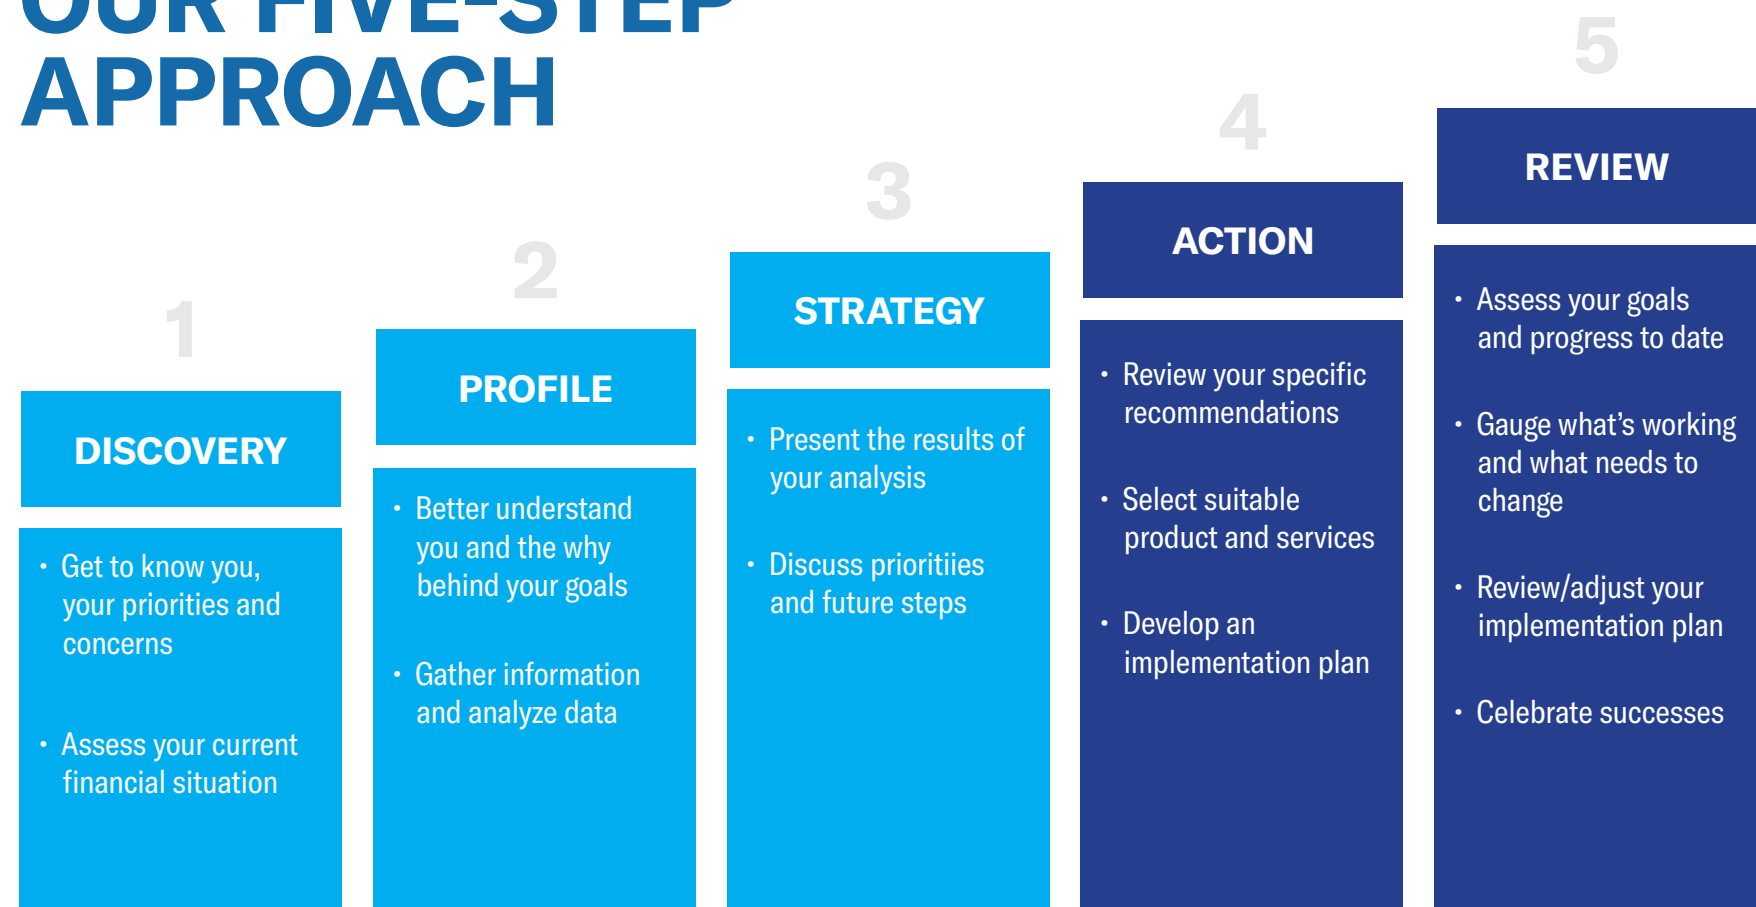 OUR FIVE-STEP
APPROACH
1
DISCOVERY
• Get to know you,
your priorities and
concerns
• Assess your current
financial situation
2
PROFILE
• Better understand
you and the why
behind your goals
• Gather information
and analyze data
3
STRATEGY
• Present the results of
your analysis
• Discuss prioritiies
and future steps
4
ACTION
• Review your specific
recommendations
• Select suitable
product and services
• Develop an
implementation plan
5
REVIEW
• Assess your goals
and progress to date
• Gauge what’s working
and what needs to
change
• Review/adjust your
implementation plan
• Celebrate successes